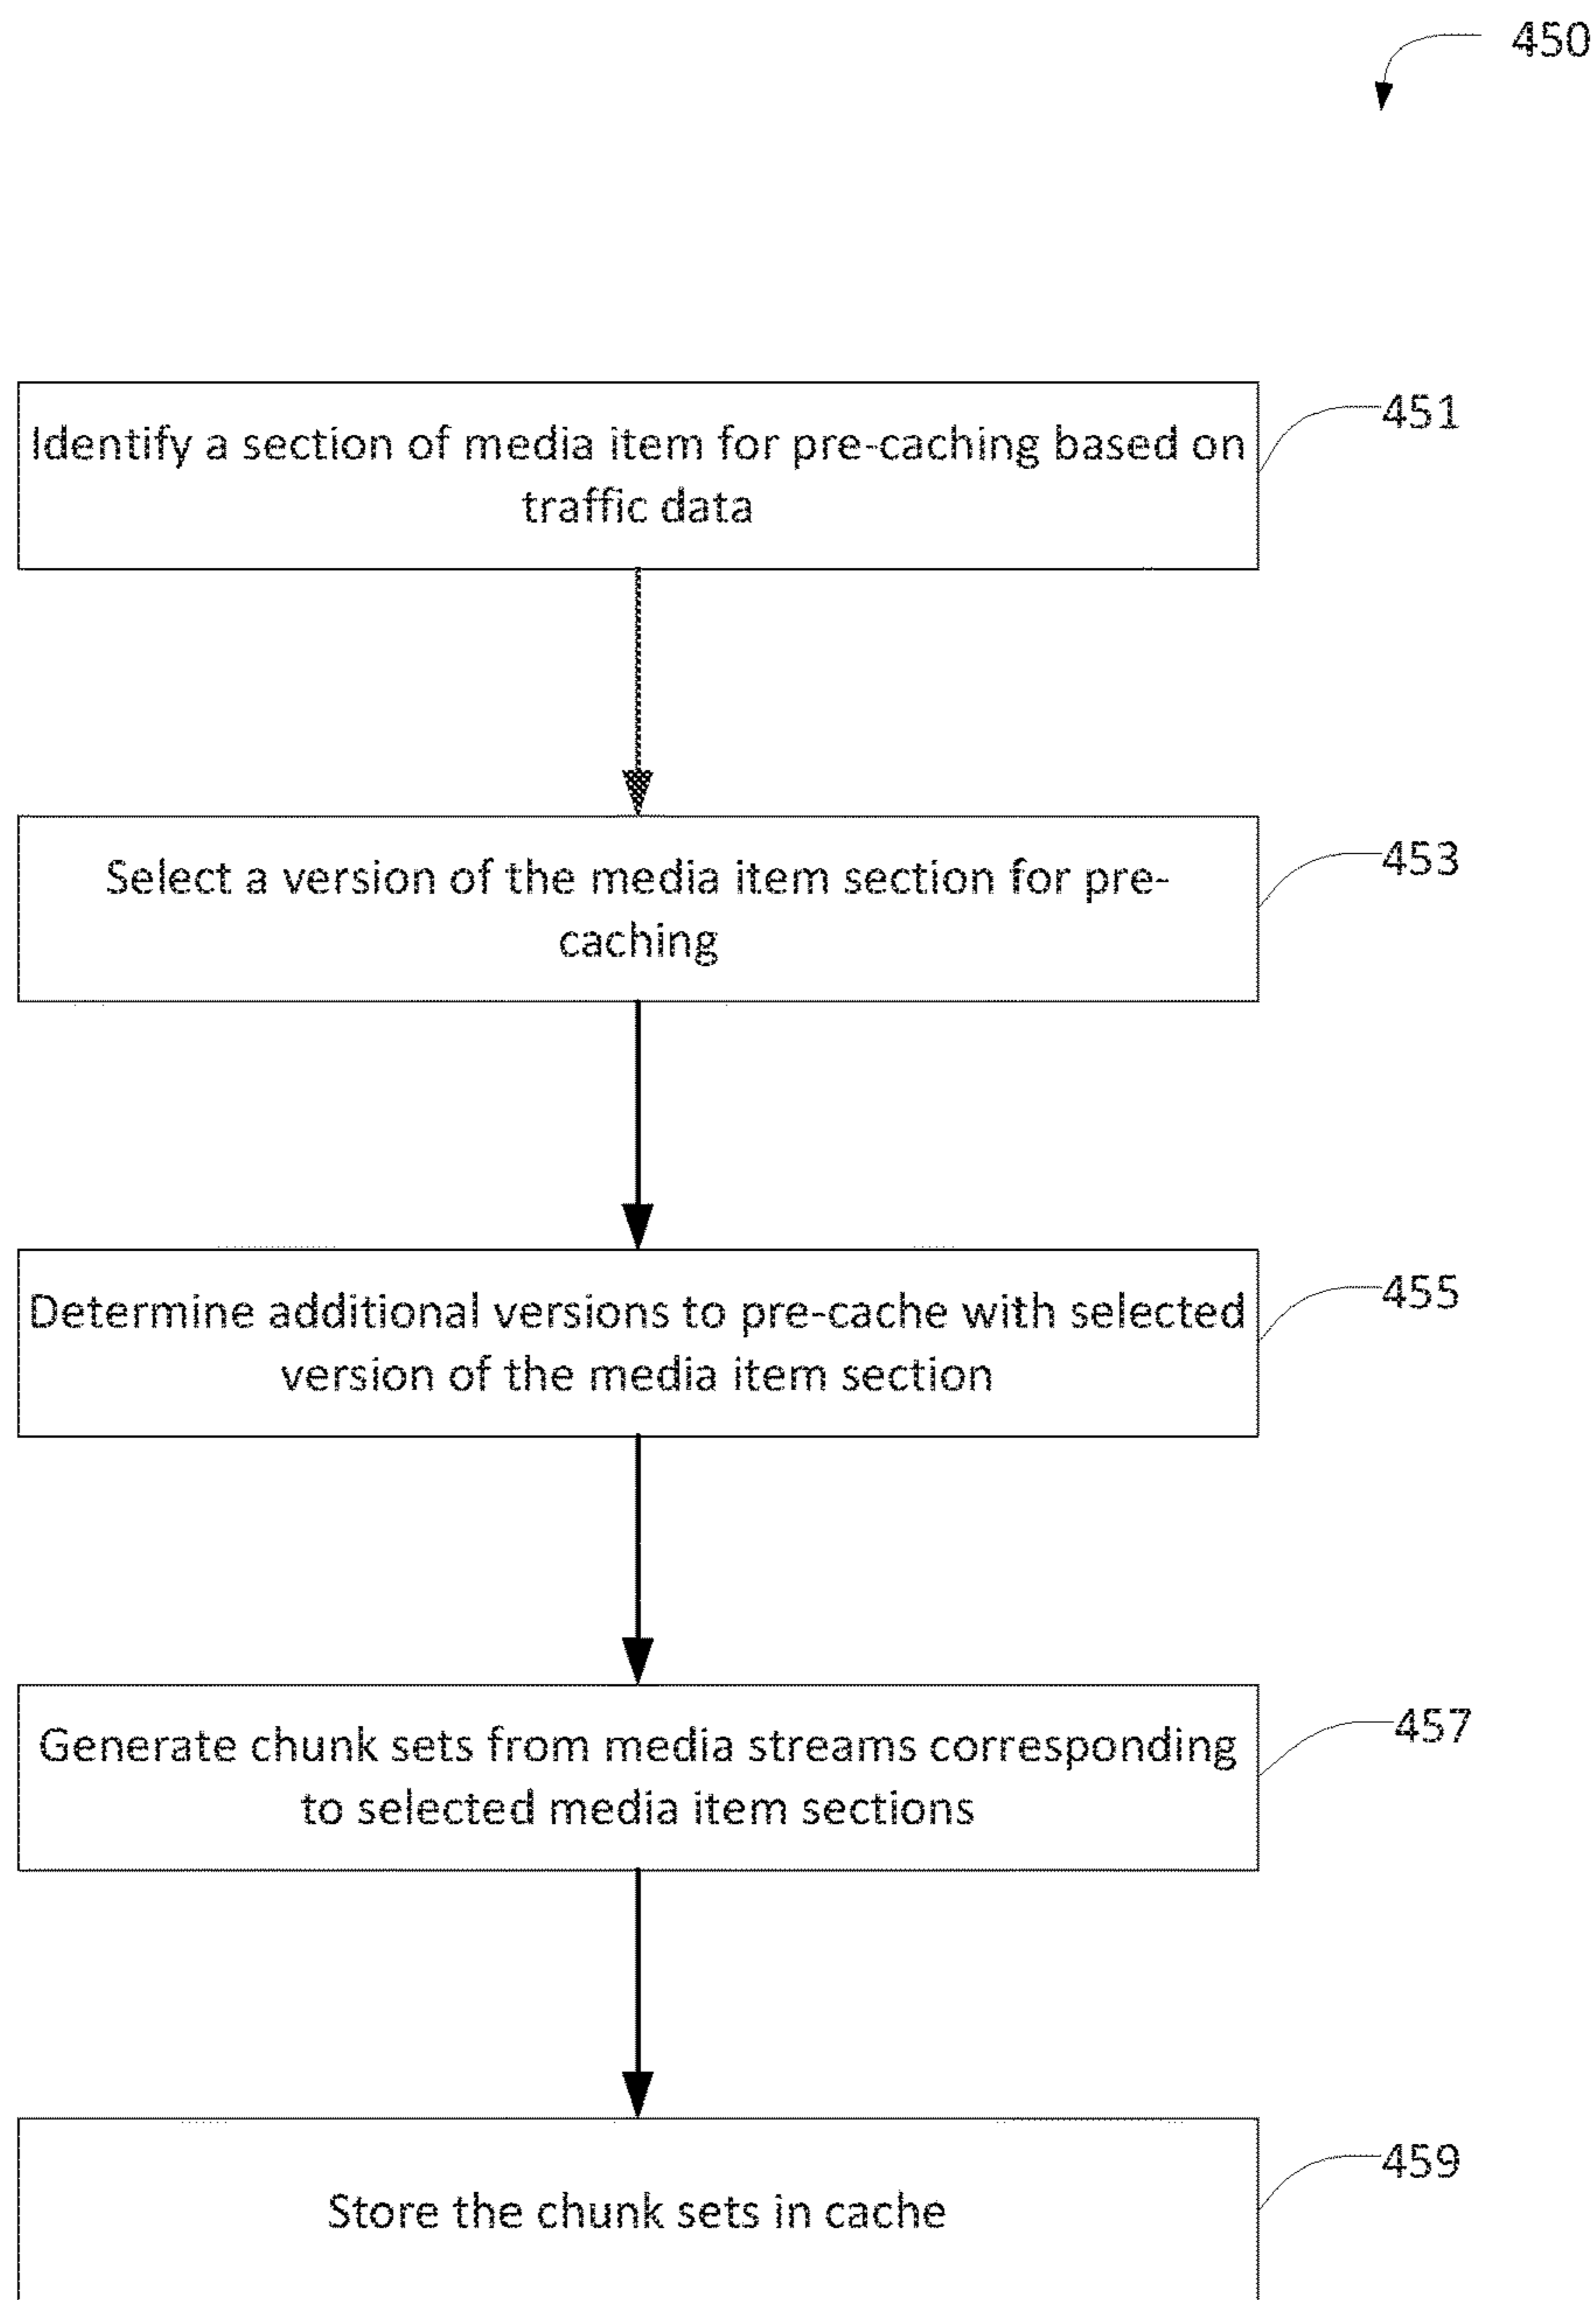 450
Identify a section of media item for pre-caching based on
traffic data
451
Select a version of the media item section for pre-
caching
453
Determine additional versions to pre-cache with selected
version of the media item section
455
Generate chunk sets from media streams corresponding
to selected media item sections
457
Store the chunk sets in cache
459